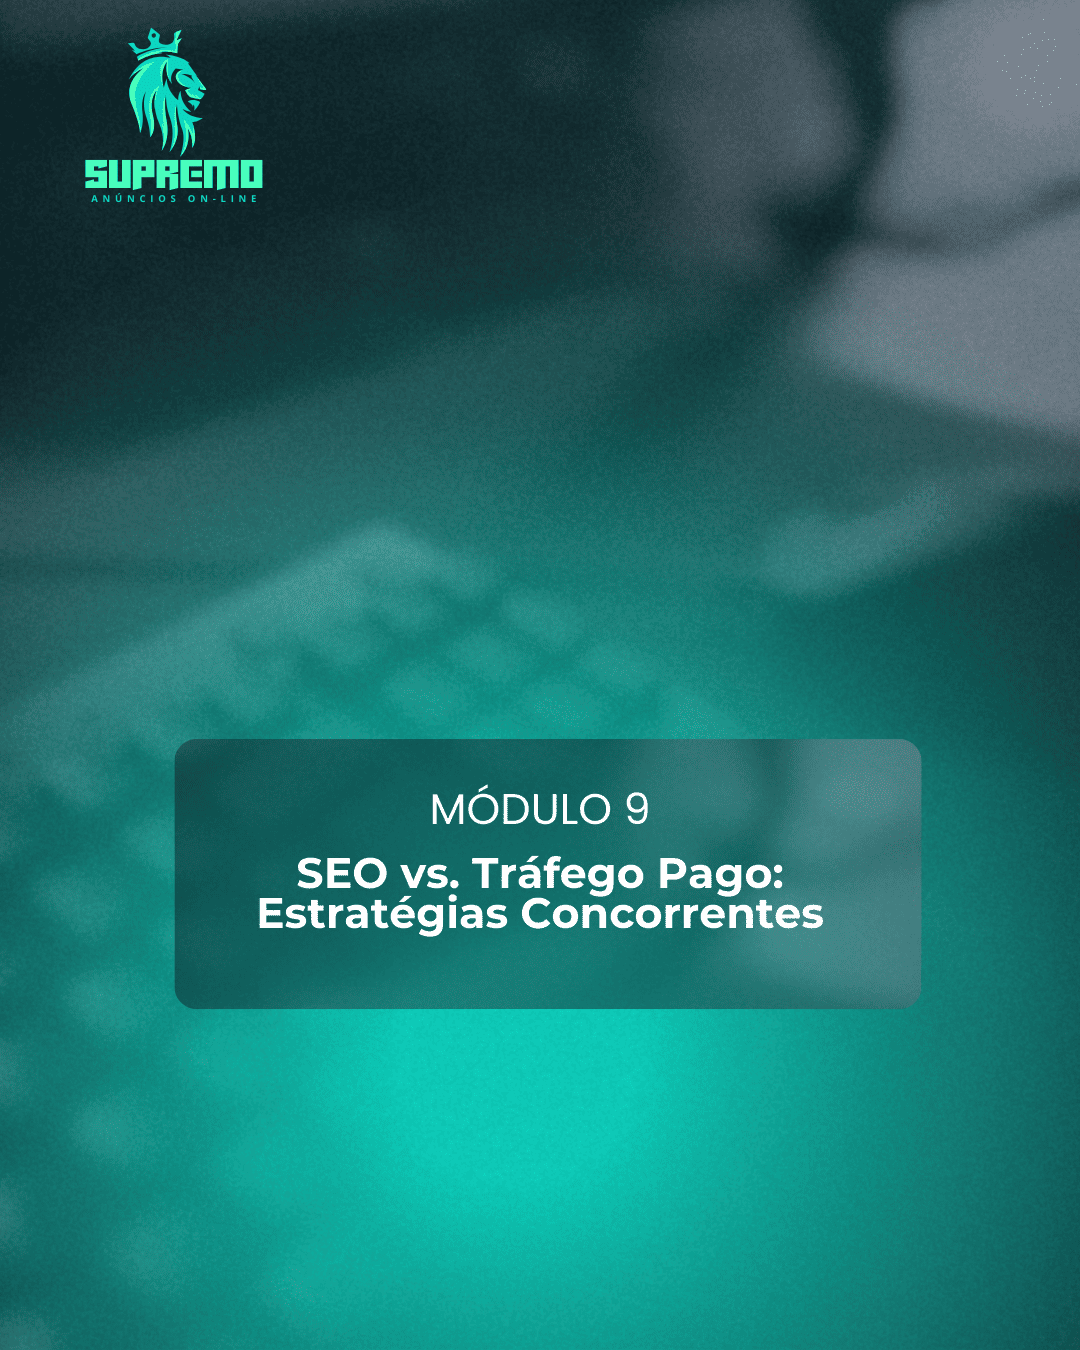 SUPREMO
ANÚNCIOS ON-LINE
MÓDULO 9
SEO vs. Tráfego Pago:
Estratégias Concorrentes